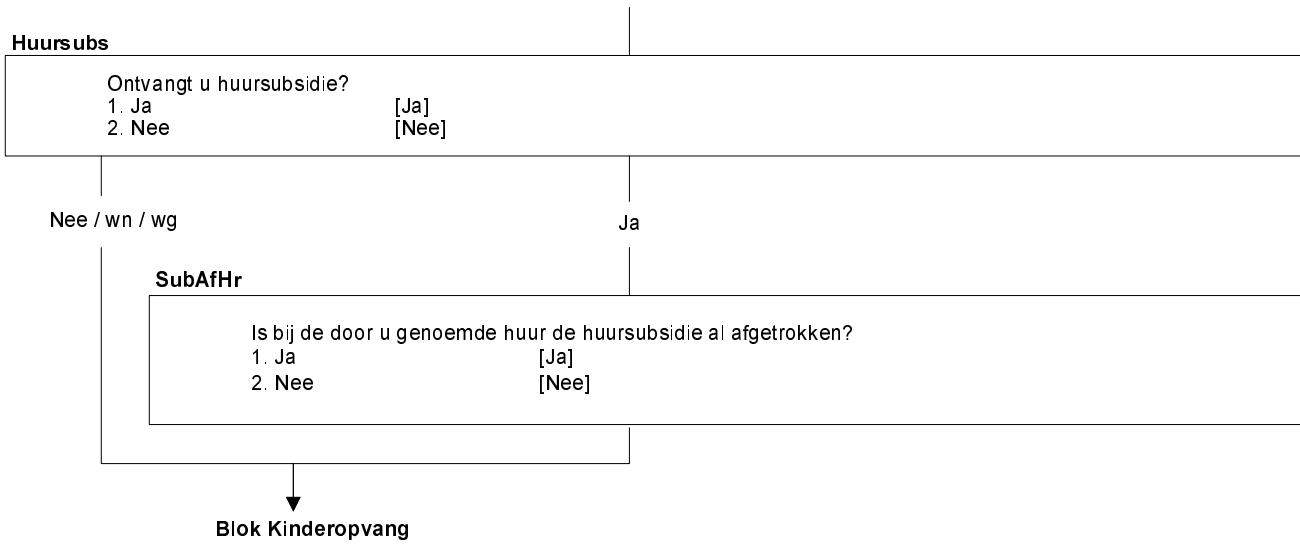 Huursubs
Ontvangt u huursubsidie?
1. Ja [Ja]
2. Nee [Nee]
Nee / wn / wg Ja
SubAfHr
Is bij de door u genoemde huur de huursubsidie al afgetrokken?
1. Ja [Ja]
2. Nee [Nee]
Blok Kinderopvang